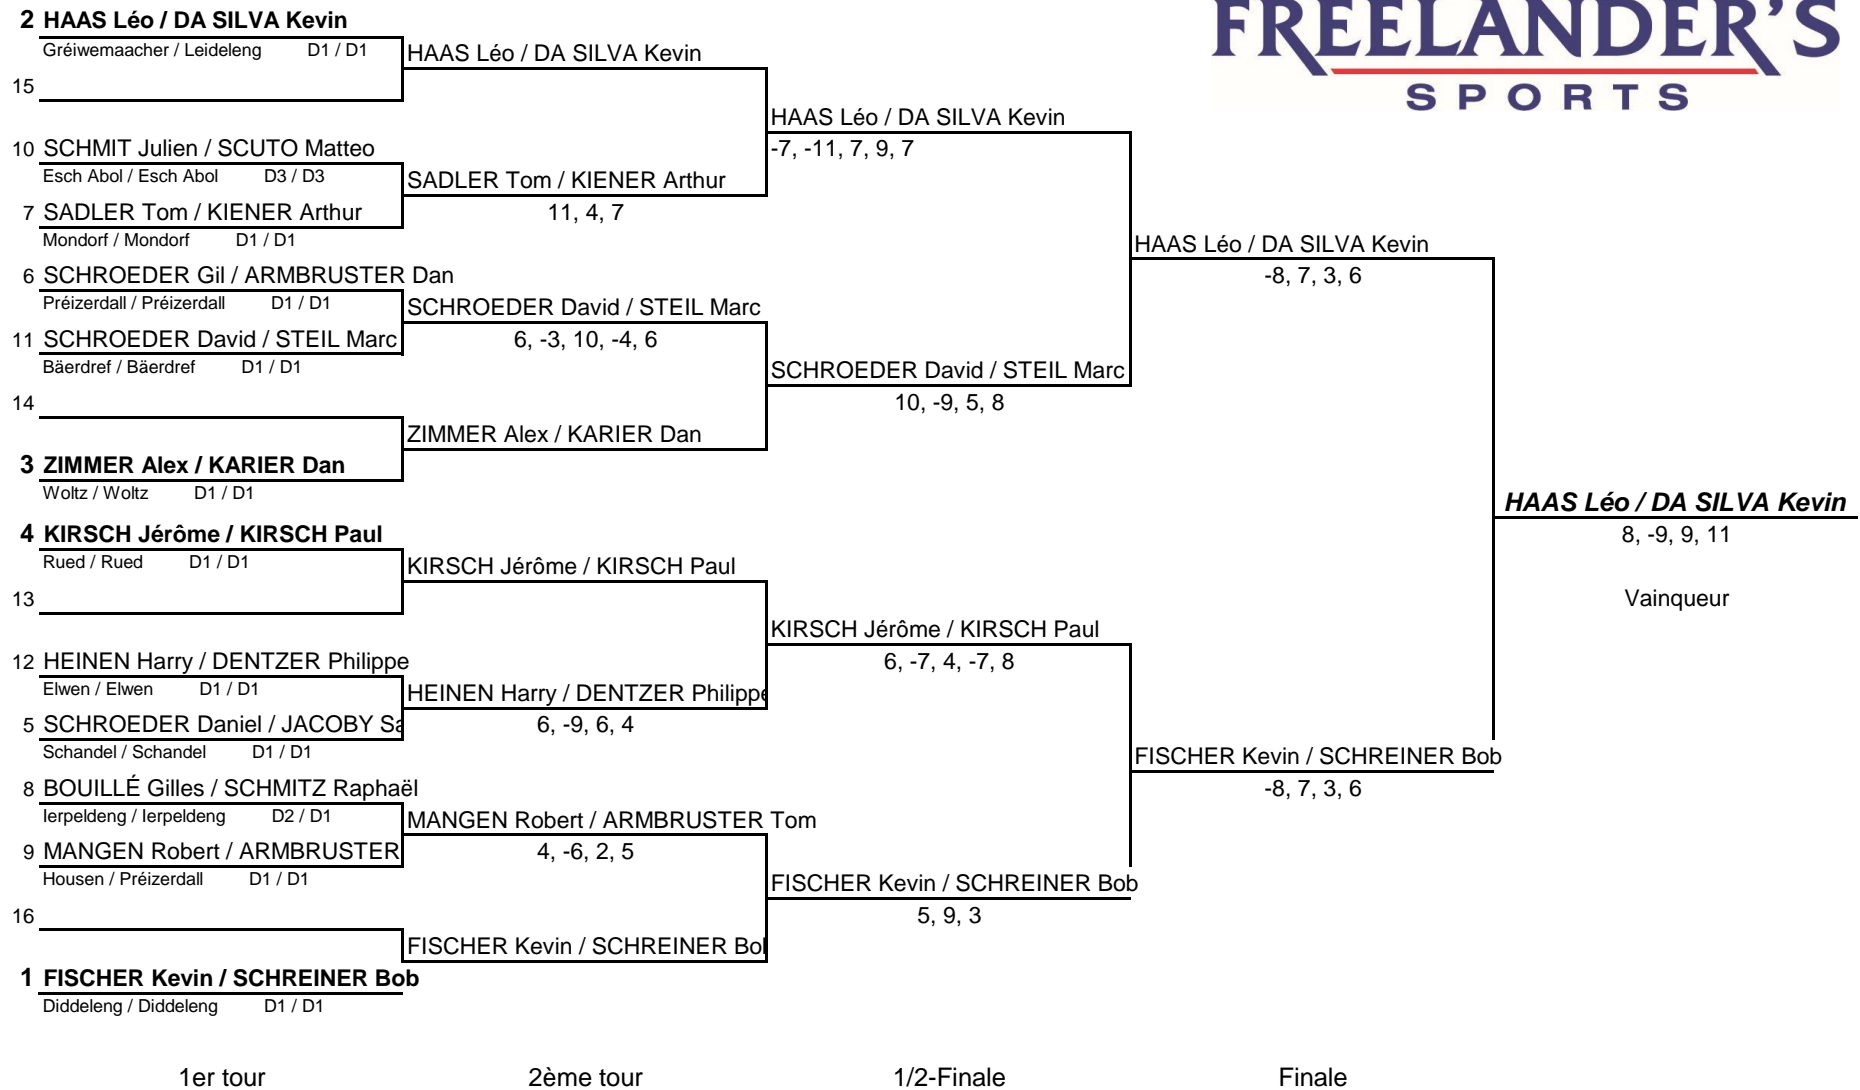 FREELANDER'S
SPORTS
2 HAAS Léo / DA SILVA Kevin
Gréiwemaacher / Leideleng D1 / D1
HAAS Léo / DA SILVA Kevin
15
HAAS Léo / DA SILVA Kevin
-7, -11, 7, 9, 7
10 SCHMIT Julien / SCUTO Matteo
Esch Abol / Esch Abol D3 / D3
SADLER Tom / KIENER Arthur
11, 4, 7
7 SADLER Tom / KIENER Arthur
Mondorf / Mondorf D1 / D1
HAAS Léo / DA SILVA Kevin
-8, 7, 3, 6
6 SCHROEDER Gil / ARMBRUSTER Dan
Préizerdall / Préizerdall D1 / D1
SCHROEDER David / STEIL Marc
6, -3, 10, -4, 6
11 SCHROEDER David / STEIL Marc
Bäerdref / Bäerdref D1 / D1
SCHROEDER David / STEIL Marc
10, -9, 5, 8
14
ZIMMER Alex / KARIER Dan
3 ZIMMER Alex / KARIER Dan
Woltz / Woltz D1 / D1
HAAS Léo / DA SILVA Kevin
8, -9, 9, 11
Vainqueur
4 KIRSCH Jérôme / KIRSCH Paul
Rued / Rued D1 / D1
KIRSCH Jérôme / KIRSCH Paul
13
KIRSCH Jérôme / KIRSCH Paul
6, -7, 4, -7, 8
12 HEINEN Harry / DENTZER Philippe
Elwen / Elwen D1 / D1
HEINEN Harry / DENTZER Philippe
6, -9, 6, 4
5 SCHROEDER Daniel / JACOBY Sa
Schandel / Schandel D1 / D1
FISCHER Kevin / SCHREINER Bob
-8, 7, 3, 6
8 BOUILLÉ Gilles / SCHMITZ Raphaël
Ierpeldeng / Ierpeldeng D2 / D1
MANGEN Robert / ARMBRUSTER Tom
4, -6, 2, 5
9 MANGEN Robert / ARMBRUSTER
Housen / Préizerdall D1 / D1
FISCHER Kevin / SCHREINER Bob
5, 9, 3
16
FISCHER Kevin / SCHREINER Bo
1 FISCHER Kevin / SCHREINER Bob
Diddeleng / Diddeleng D1 / D1
1er tour 2ème tour 1/2-Finale Finale